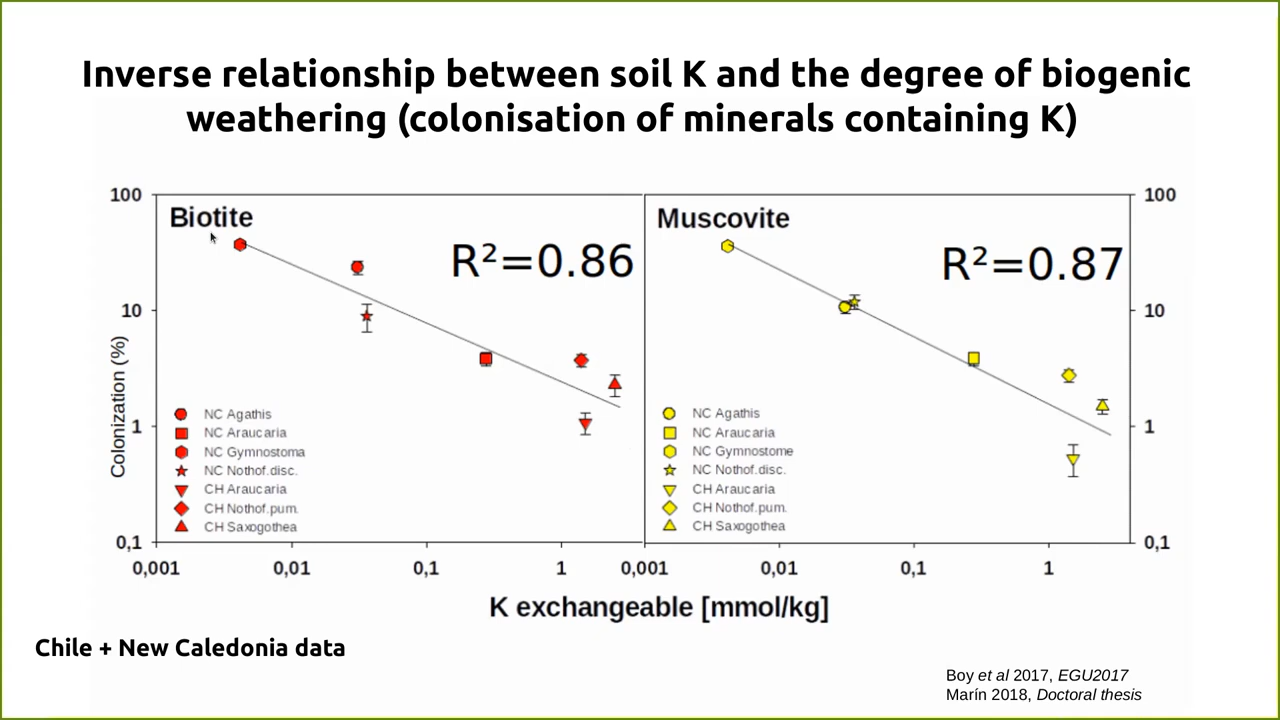 Inverse relationship between soil K and the degree of biogenic
weathering (colonisation of minerals containing K)
100
10
1
0,1
Colonization (%)
Biotite
R²=0.86
NC Agathis
NC Araucaria
NC Gymnostoma
NC Nothof.disc.
CH Araucaria
CH Nothof.pum.
CH Saxogothea
Muscovite
R²=0.87
NC Agathis
NC Araucaria
NC Gymnostome
NC Nothof.disc.
CH Araucaria
CH Nothof.pum.
CH Saxogothea
100
10
1
0,1
0,001 0,01 0,1 1 0,001 0,01 0,1 1
K exchangeable [mmol/kg]
Chile + New Caledonia data
Boy et al 2017, EGU2017
Marín 2018, Doctoral thesis